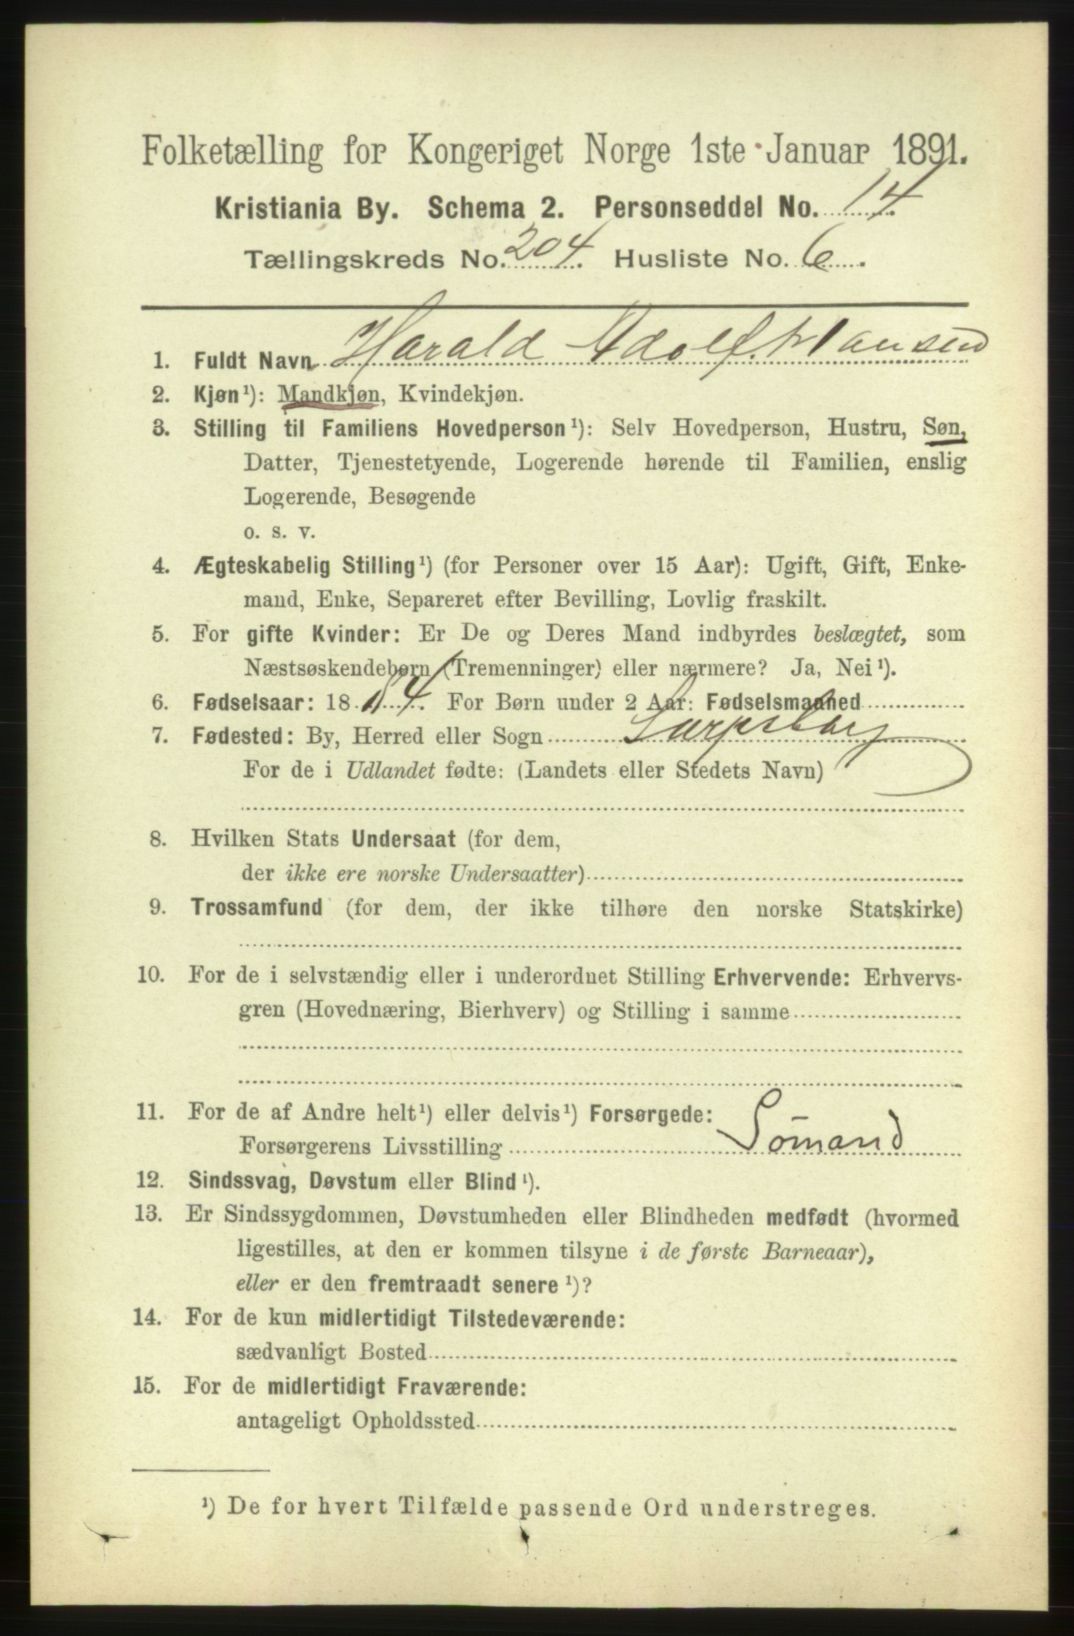 Folketælling for Kongeriget Norge 1ste Januar 1891.
Kristiania By. Schema 2. Personseddel No. 14.
Tællingskreds No. 204. Husliste No. 6.
1. Fuldt Navn Harald Adolf Hansen
2. Kjøn¹): Mandkjøn, Kvindekjøn.
3. Stilling til Familiens Hovedperson¹): Selv Hovedperson, Hustru, Søn,
Datter, Tjenestetyende, Logerende hørende til Familien, enslig
Logerende, Besøgende
o. s. v.
4. Ægteskabelig Stilling¹) (for Personer over 15 Aar): Ugift, Gift, Enke-
mand, Enke, Separeret efter Bevilling, Lovlig fraskilt.
5. For gifte Kvinder: Er De og Deres Mand indbyrdes beslægtet, som
Næstsøskendebørn (Tremenninger) eller nærmere? Ja, Nei¹).
6. Fødselsaar: 1884. For Børn under 2 Aar: Fødselsmaaned
7. Fødested: By, Herred eller Sogn Sarpsborg
For de i Udlandet fødte: (Landets eller Stedets Navn)
8. Hvilken Stats Undersaat (for dem,
der ikke ere norske Undersaatter)
9. Trossamfund (for dem, der ikke tilhøre den norske Statskirke)
10. For de i selvstændig eller i underordnet Stilling Erhvervende: Erhvervs-
gren (Hovednæring, Bierhverv) og Stilling i samme
11. For de af Andre helt¹) eller delvis¹) Forsørgede:
Forsørgerens Livsstilling Sömand
12. Sindssvag, Døvstum eller Blind¹).
13. Er Sindssygdommen, Døvstumheden eller Blindheden medfødt (hvormed
ligestilles, at den er kommen tilsyne i de første Barneaar),
eller er den fremtraadt senere¹)?
14. For de kun midlertidigt Tilstedeværende:
sædvanligt Bosted
15. For de midlertidigt Fraværende:
antageligt Opholdssted
¹) De for hvert Tilfælde passende Ord understreges.